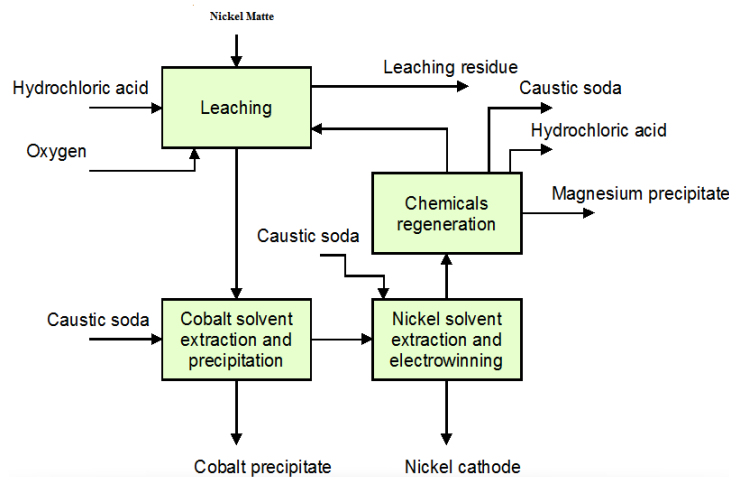 Nickel Matte
Leaching residue
Caustic soda
Hydrochloric acid
Leaching
Hydrochloric acid
Oxygen
Magnesium precipitate
Chemicals
regeneration
Caustic soda
Caustic soda
Cobalt solvent
extraction and
precipitation
Nickel solvent
extraction and
electrowinning
Cobalt precipitate
Nickel cathode